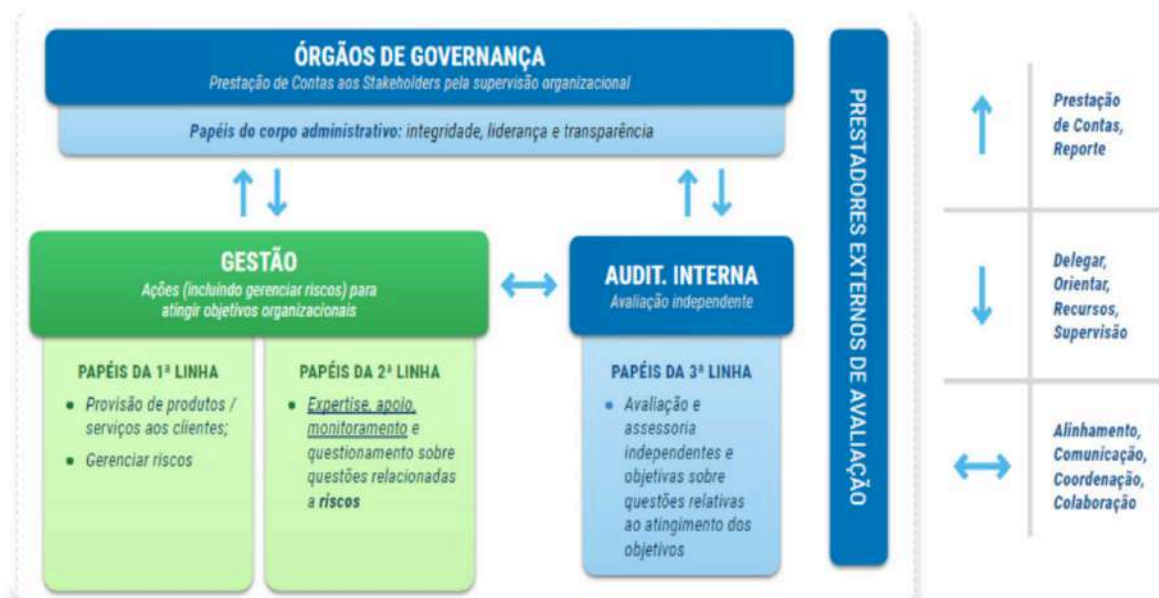 ÓRGÃOS DE GOVERNANÇA
Prestação de Contas aos Stakeholders pela supervisão organizacional
Papéis do corpo administrativo: integridade, liderança e transparência
GESTÃO
Ações (incluindo gerenciar riscos) para
atingir objetivos organizacionais
AUDIT. INTERNA
Avaliação independente
PAPÉIS DA 1ª LINHA
• Provisão de produtos /
serviços aos clientes;
• Gerenciar riscos
PAPÉIS DA 2ª LINHA
• Expertise, apoio,
monitoramento e
questionamento sobre
questões relacionadas
a riscos
PAPÉIS DA 3ª LINHA
• Avaliação e
assessoria
independentes e
objetivas sobre
questões relativas
ao atingimento dos
objetivos
PRESTADORES EXTERNOS DE AVALIAÇÃO
Prestação
de Contas,
Reporte
Delegar,
Orientar,
Recursos,
Supervisão
Alinhamento,
Comunicação,
Coordenação,
Colaboração